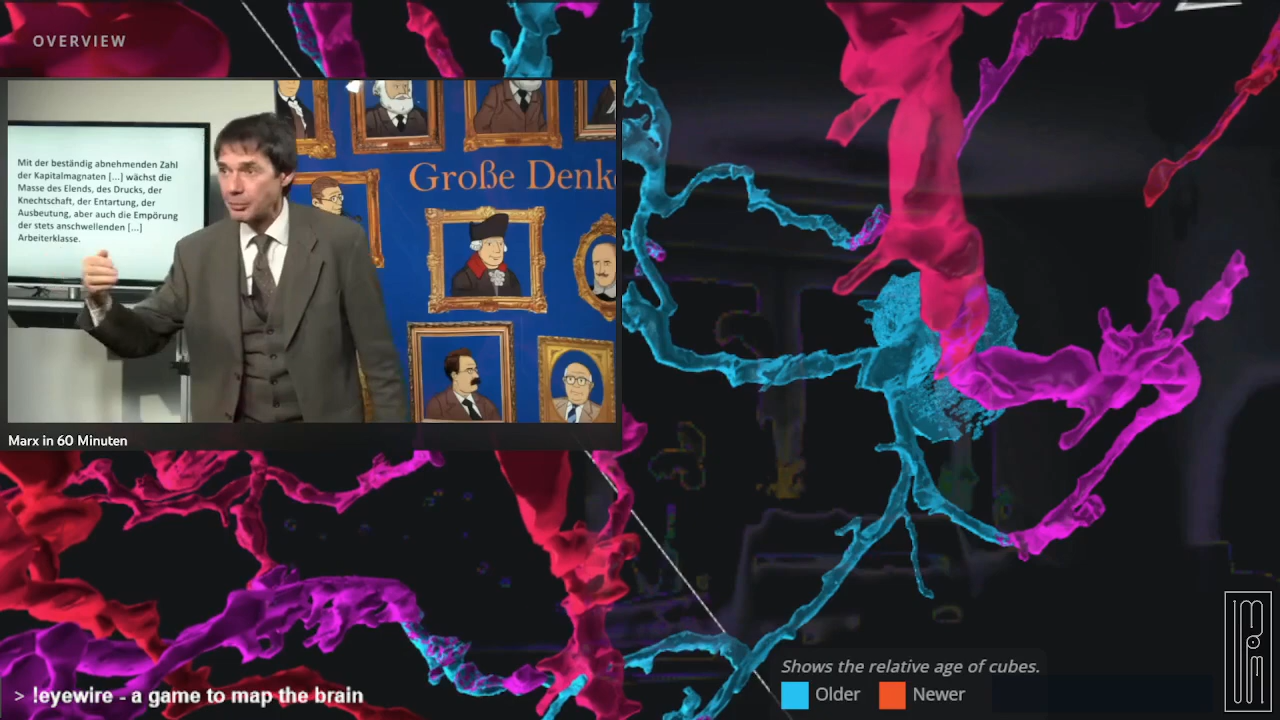 OVERVIEW
Mit der beständig abnehmenden Zahl
der Kapitalmagnaten [...] wächst die
Masse des Elends, des Drucks, der
Knechtschaft, der Entartung, der
Ausbeutung, aber auch die Empörung
der stets anschwellenden [...]
Arbeiterklasse.
Große Denke
Marx in 60 Minuten
Shows the relative age of cubes.
Older Newer
> !eyewire - a game to map the brain